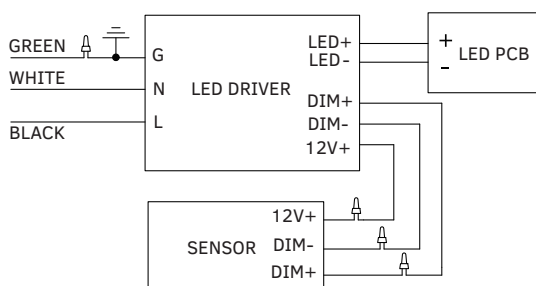 GREEN
WHITE
BLACK
G
N
L
LED DRIVER
LED+
LED-
DIM+
DIM-
12V+
+
-
LED PCB
SENSOR
12V+
DIM-
DIM+